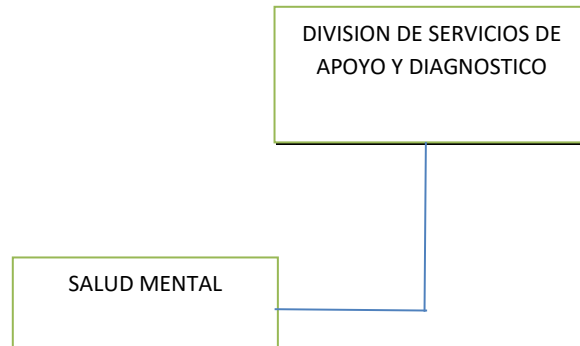 DIVISION DE SERVICIOS DE
APOYO Y DIAGNOSTICO
SALUD MENTAL